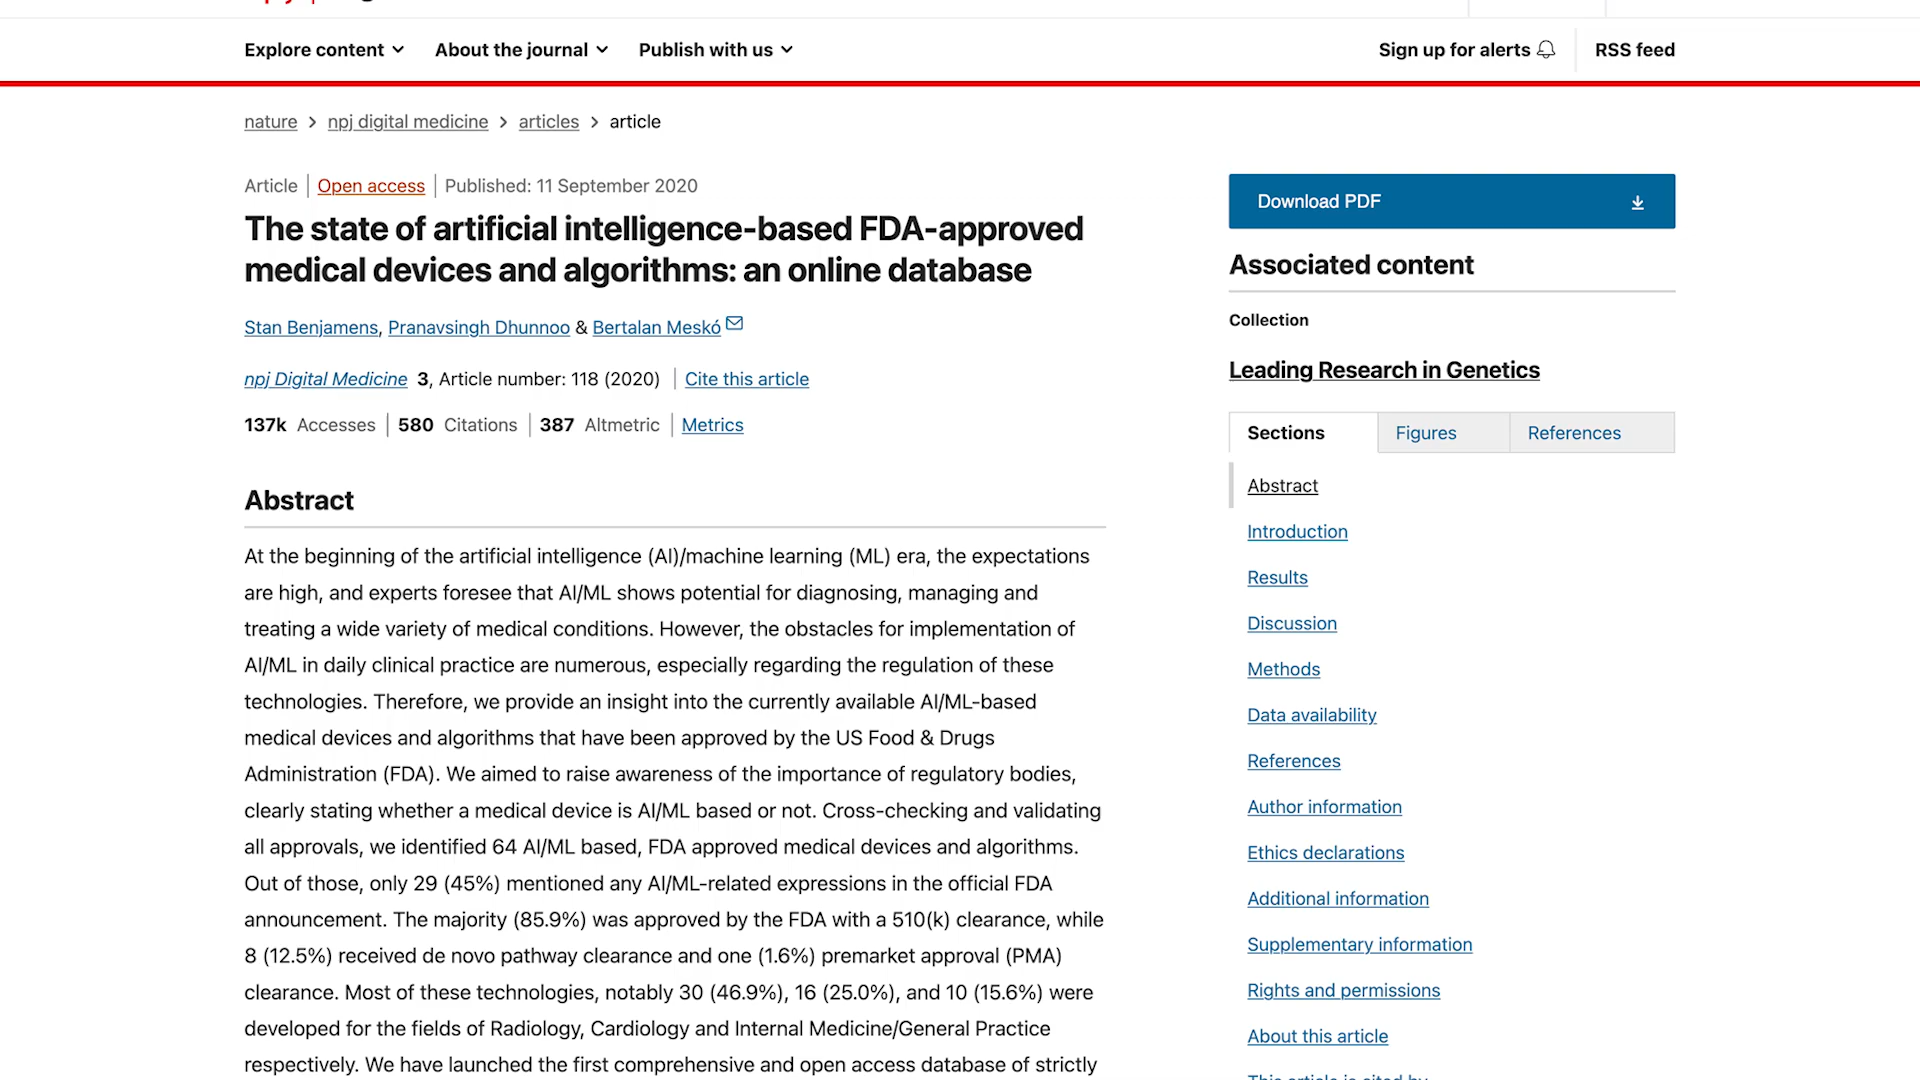 Explore content
About the journal
Publish with us
Sign up for alerts
RSS feed
nature > npj digital medicine > articles > article
Article | Open access | Published: 11 September 2020
The state of artificial intelligence-based FDA-approved
medical devices and algorithms: an online database
Stan Benjamens, Pranavsingh Dhunnoo & Bertalan Meskó
npj Digital Medicine 3, Article number: 118 (2020) | Cite this article
137k Accesses | 580 Citations | 387 Altmetric | Metrics
Abstract
At the beginning of the artificial intelligence (AI)/machine learning (ML) era, the expectations
are high, and experts foresee that AI/ML shows potential for diagnosing, managing and
treating a wide variety of medical conditions. However, the obstacles for implementation of
AI/ML in daily clinical practice are numerous, especially regarding the regulation of these
technologies. Therefore, we provide an insight into the currently available AI/ML-based
medical devices and algorithms that have been approved by the US Food & Drugs
Administration (FDA). We aimed to raise awareness of the importance of regulatory bodies,
clearly stating whether a medical device is AI/ML based or not. Cross-checking and validating
all approvals, we identified 64 AI/ML based, FDA approved medical devices and algorithms.
Out of those, only 29 (45%) mentioned any AI/ML-related expressions in the official FDA
announcement. The majority (85.9%) was approved by the FDA with a 510(k) clearance, while
8 (12.5%) received de novo pathway clearance and one (1.6%) premarket approval (PMA)
clearance. Most of these technologies, notably 30 (46.9%), 16 (25.0%), and 10 (15.6%) were
developed for the fields of Radiology, Cardiology and Internal Medicine/General Practice
respectively. We have launched the first comprehensive and open access database of strictly
Download PDF
Associated content
Collection
Leading Research in Genetics
Sections
Figures
References
Abstract
Introduction
Results
Discussion
Methods
Data availability
References
Author information
Ethics declarations
Additional information
Supplementary information
Rights and permissions
About this article
This article is cited by